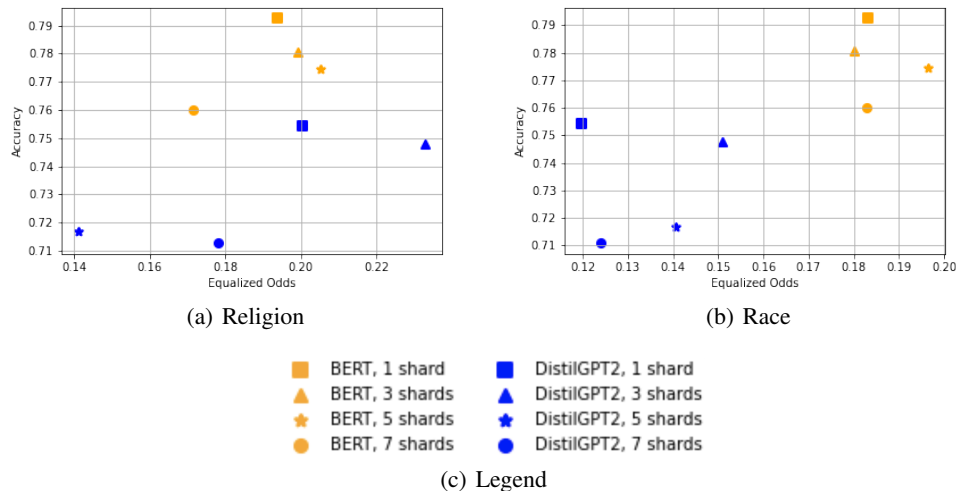 0.79
0.78
0.77
0.76
0.75
0.74
0.73
0.72
0.71
Accuracy
0.14 0.16 0.18 0.20 0.22
Equalized Odds
(a) Religion
0.79
0.78
0.77
0.76
0.75
0.74
0.73
0.72
0.71
Accuracy
0.12 0.13 0.14 0.15 0.16 0.17 0.18 0.19 0.20
Equalized Odds
(b) Race
BERT, 1 shard
BERT, 3 shards
BERT, 5 shards
BERT, 7 shards
DistilGPT2, 1 shard
DistilGPT2, 3 shards
DistilGPT2, 5 shards
DistilGPT2, 7 shards
(c) Legend